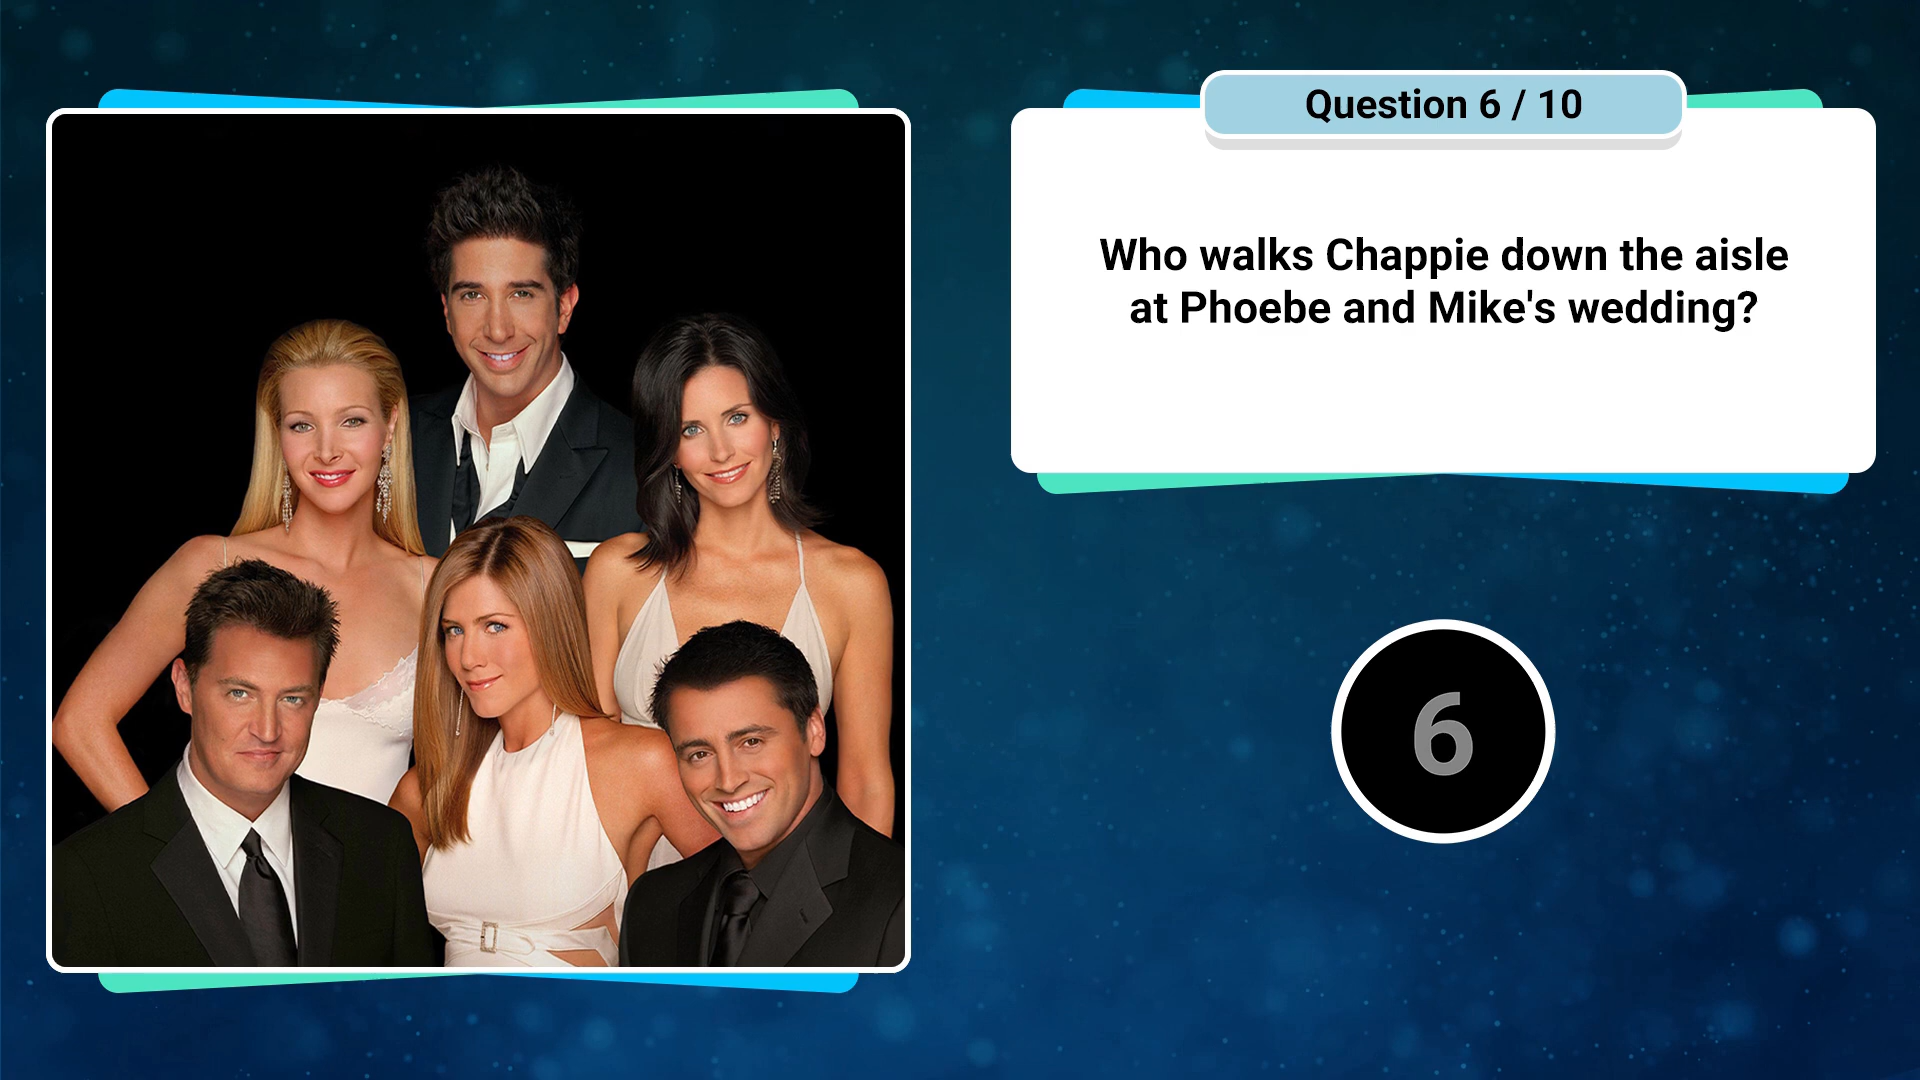 Question 6 / 10
Who walks Chappie down the aisle
at Phoebe and Mike's wedding?
6